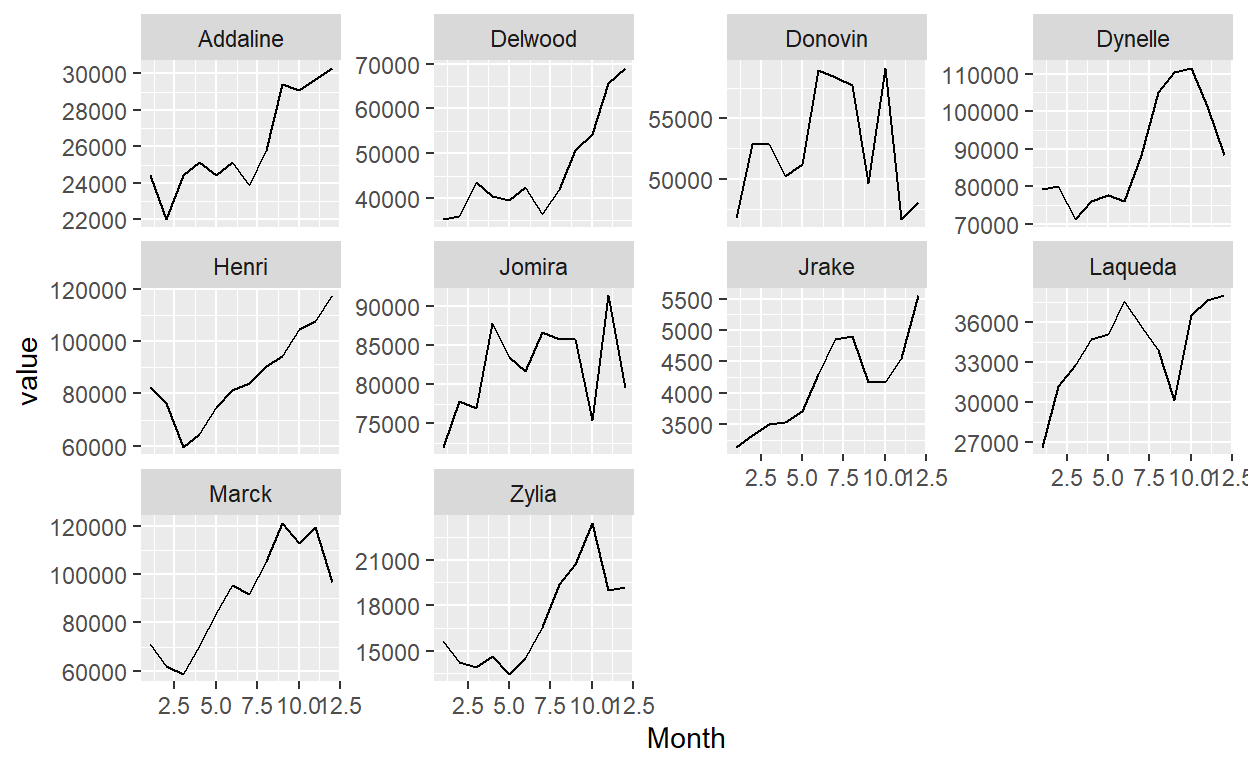 Addaline
Delwood
Donovin
Dynelle
30000
28000
26000
24000
22000
70000
60000
50000
40000
55000
50000
110000
100000
90000
80000
70000
Henri
Jomira
Jrake
Laqueda
120000
100000
80000
60000
90000
85000
80000
75000
5500
5000
4500
4000
3500
36000
33000
30000
27000
2.5 5.0 7.5 10.0 12.5
2.5 5.0 7.5 10.0 12.5
Marck
Zylia
120000
100000
80000
60000
21000
18000
15000
2.5 5.0 7.5 10.0 12.5
2.5 5.0 7.5 10.0 12.5
value
Month